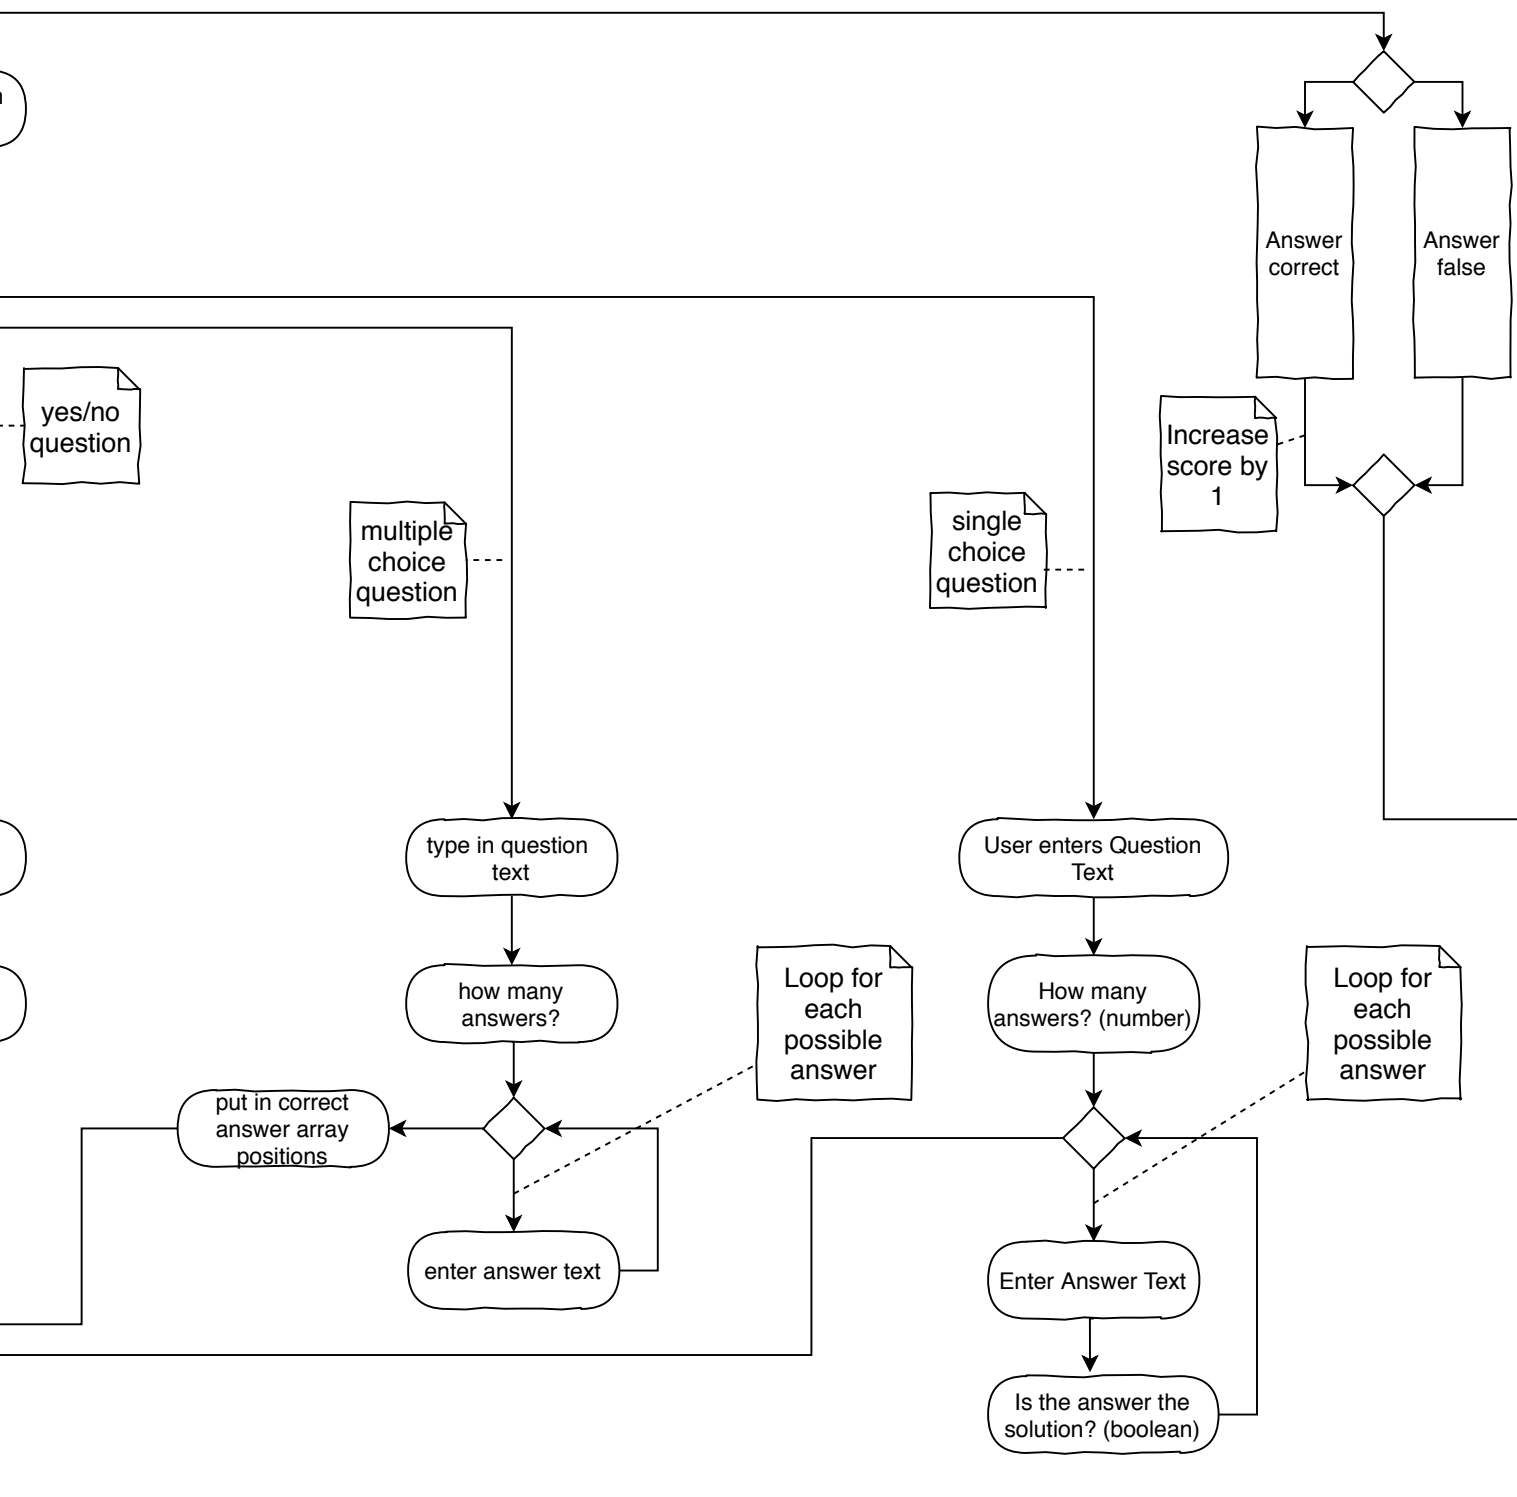 n
Answer
correct
Answer
false
yes/no
question
Increase
score by
1
multiple
choice
question
single
choice
question
type in question
text
User enters Question
Text
how many
answers?
Loop for
each
possible
answer
How many
answers? (number)
Loop for
each
possible
answer
put in correct
answer array
positions
enter answer text
Enter Answer Text
Is the answer the
solution? (boolean)